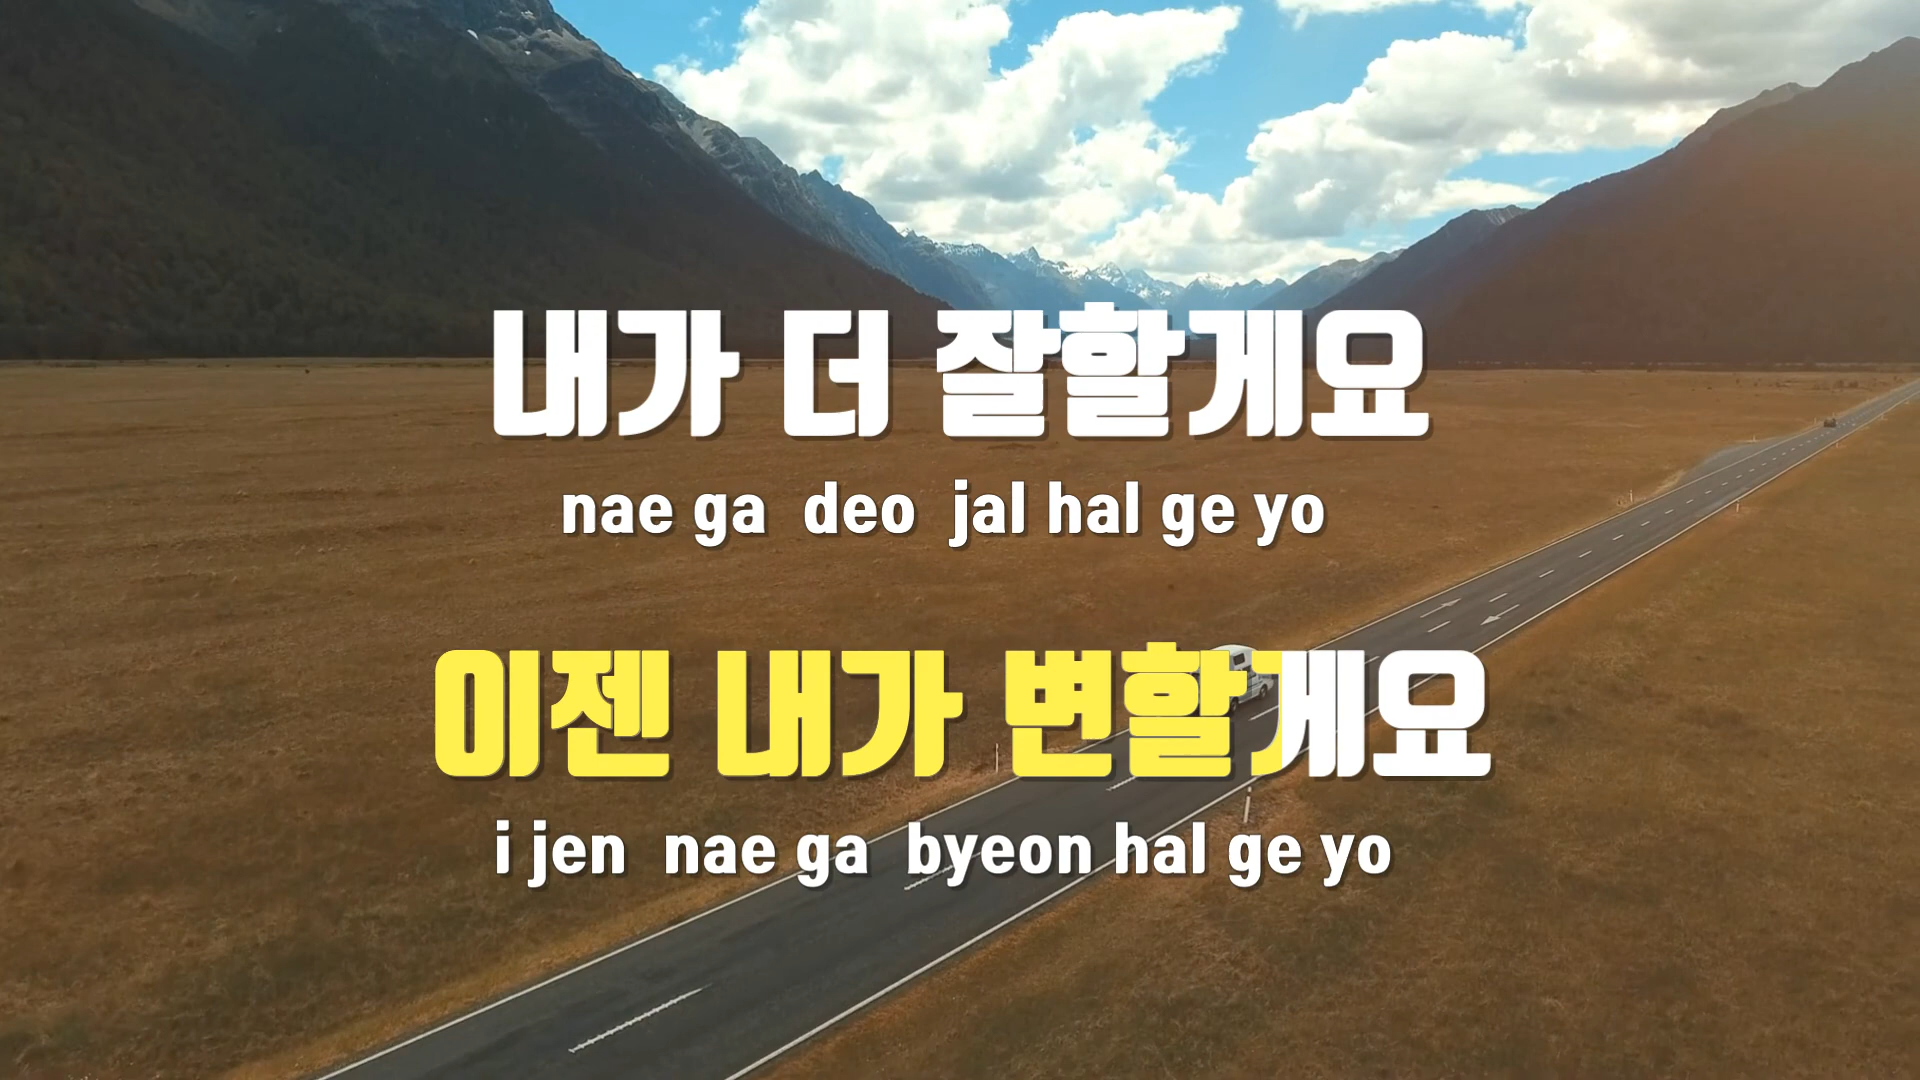 내가 더 잘할게요
nae ga deo jal hal ge yo
이젠 내가 변할게요
i jen nae ga byeon hal ge yo